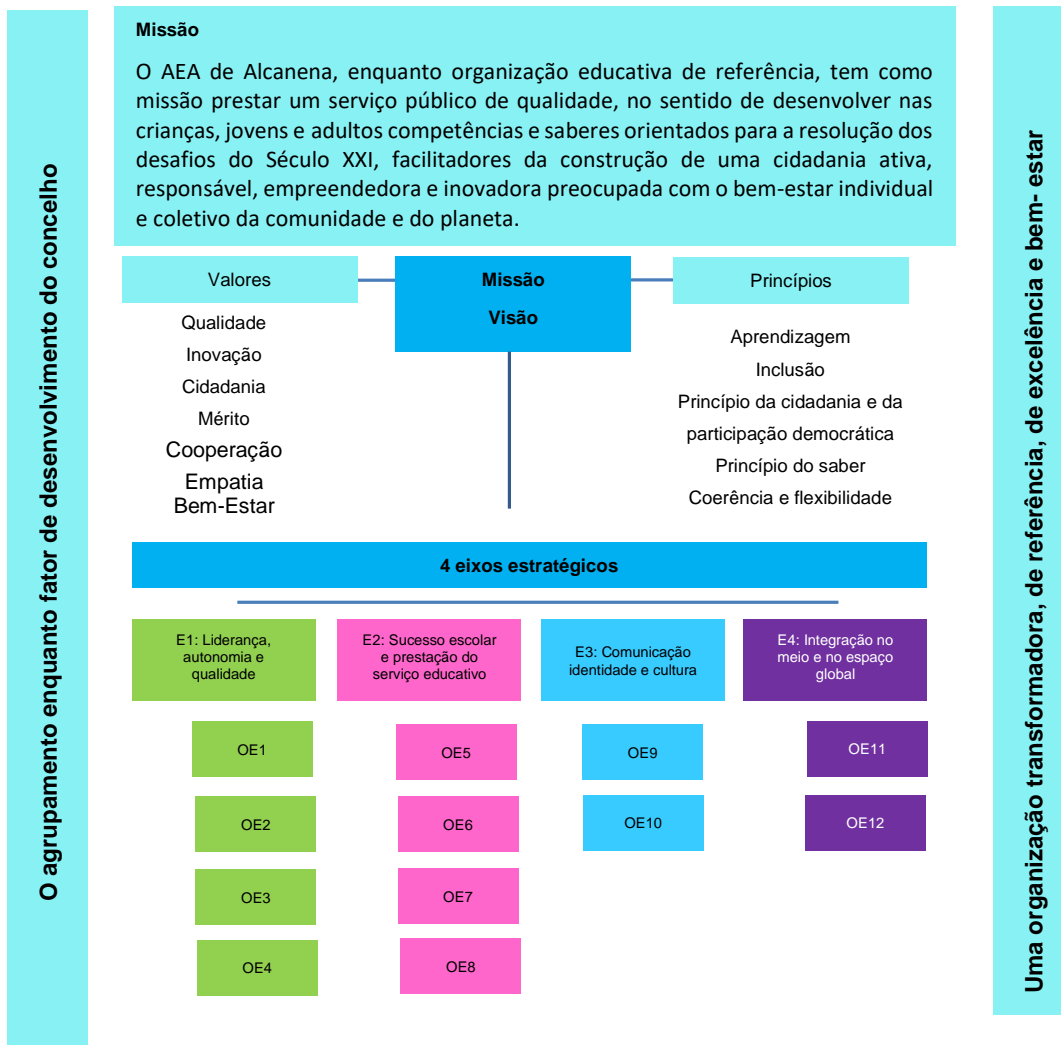 O agrupamento enquanto fator de desenvolvimento do concelho
Missão
O AEA de Alcanena, enquanto organização educativa de referência, tem como
missão prestar um serviço público de qualidade, no sentido de desenvolver nas
crianças, jovens e adultos competências e saberes orientados para a resolução dos
desafios do Século XXI, facilitadores da construção de uma cidadania ativa,
responsável, empreendedora e inovadora preocupada com o bem-estar individual
e coletivo da comunidade e do planeta.
Valores
Qualidade
Inovação
Cidadania
Mérito
Cooperação
Empatia
Bem-Estar
Missão
Visão
Princípios
Aprendizagem
Inclusão
Princípio da cidadania e da
participação democrática
Princípio do saber
Coerência e flexibilidade
4 eixos estratégicos
E1: Liderança,
autonomia e
qualidade
OE1
OE2
OE3
OE4
E2: Sucesso escolar
e prestação do
serviço educativo
OE5
OE6
OE7
OE8
E3: Comunicação
identidade e cultura
OE9
OE10
E4: Integração no
meio e no espaço
global
OE11
OE12
Uma organização transformadora, de referência, de excelência e bem- estar